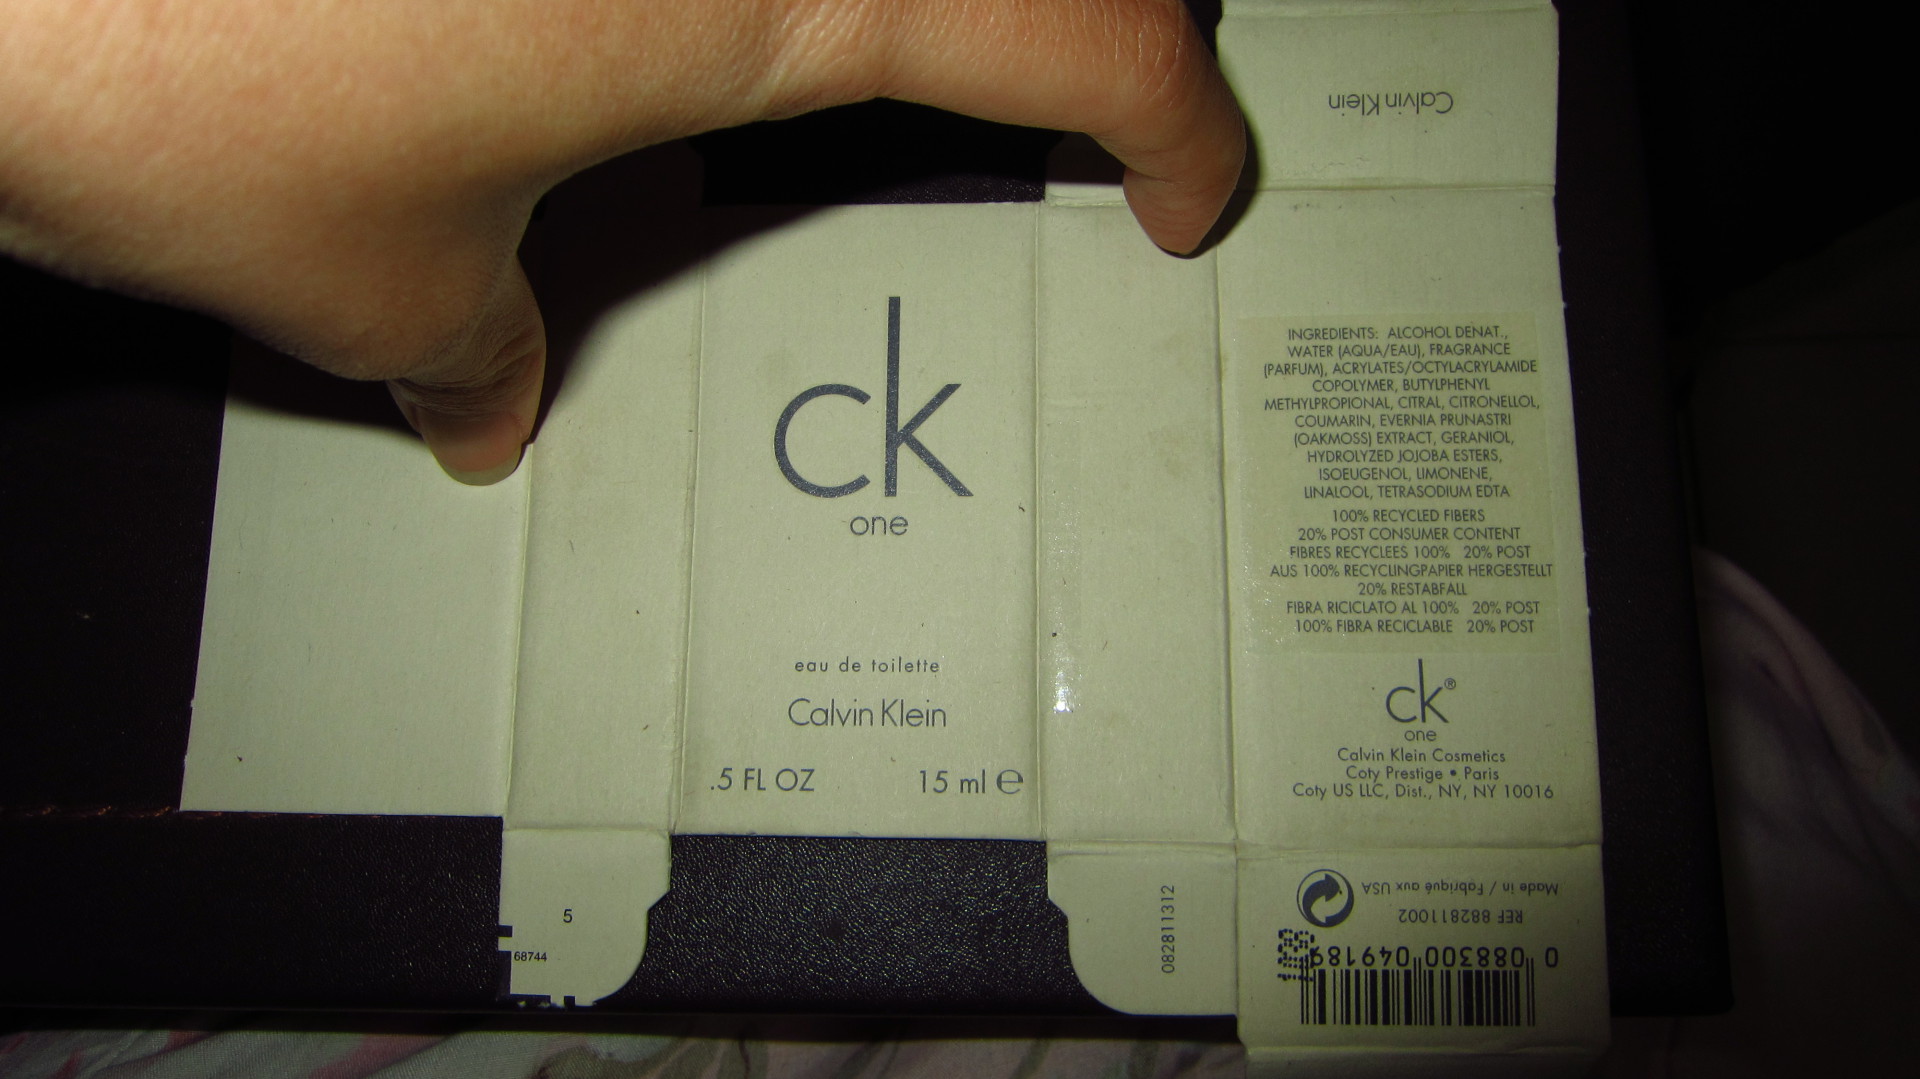 Calvin Klein
ck
one
eau de toilette
Calvin Klein
.5 FL OZ 15 ml ℮
INGREDIENTS: ALCOHOL DENAT.,
WATER (AQUA/EAU), FRAGRANCE
(PARFUM), ACRYLATES/OCTYLACRYLAMIDE
COPOLYMER, BUTYLPHENYL
METHYLPROPIONAL, CITRAL, CITRONELLOL,
COUMARIN, EVERNIA PRUNASTRI
(OAKMOSS) EXTRACT, GERANIOL,
HYDROLYZED JOJOBA ESTERS,
ISOEUGENOL, LIMONENE,
LINALOOL, TETRASODIUM EDTA
100% RECYCLED FIBERS
20% POST CONSUMER CONTENT
FIBRES RECYCLEES 100% 20% POST
AUS 100% RECYCLINGPAPIER HERGESTELLT
20% RESTABFALL
FIBRA RICICLATO AL 100% 20% POST
100% FIBRA RECICLABLE 20% POST
ck®
one
Calvin Klein Cosmetics
Coty Prestige • Paris
Coty US LLC, Dist., NY, NY 10016
5
68744
082811312
Made in / Fabriqué aux USA
REF 882811002
0 088300 049189